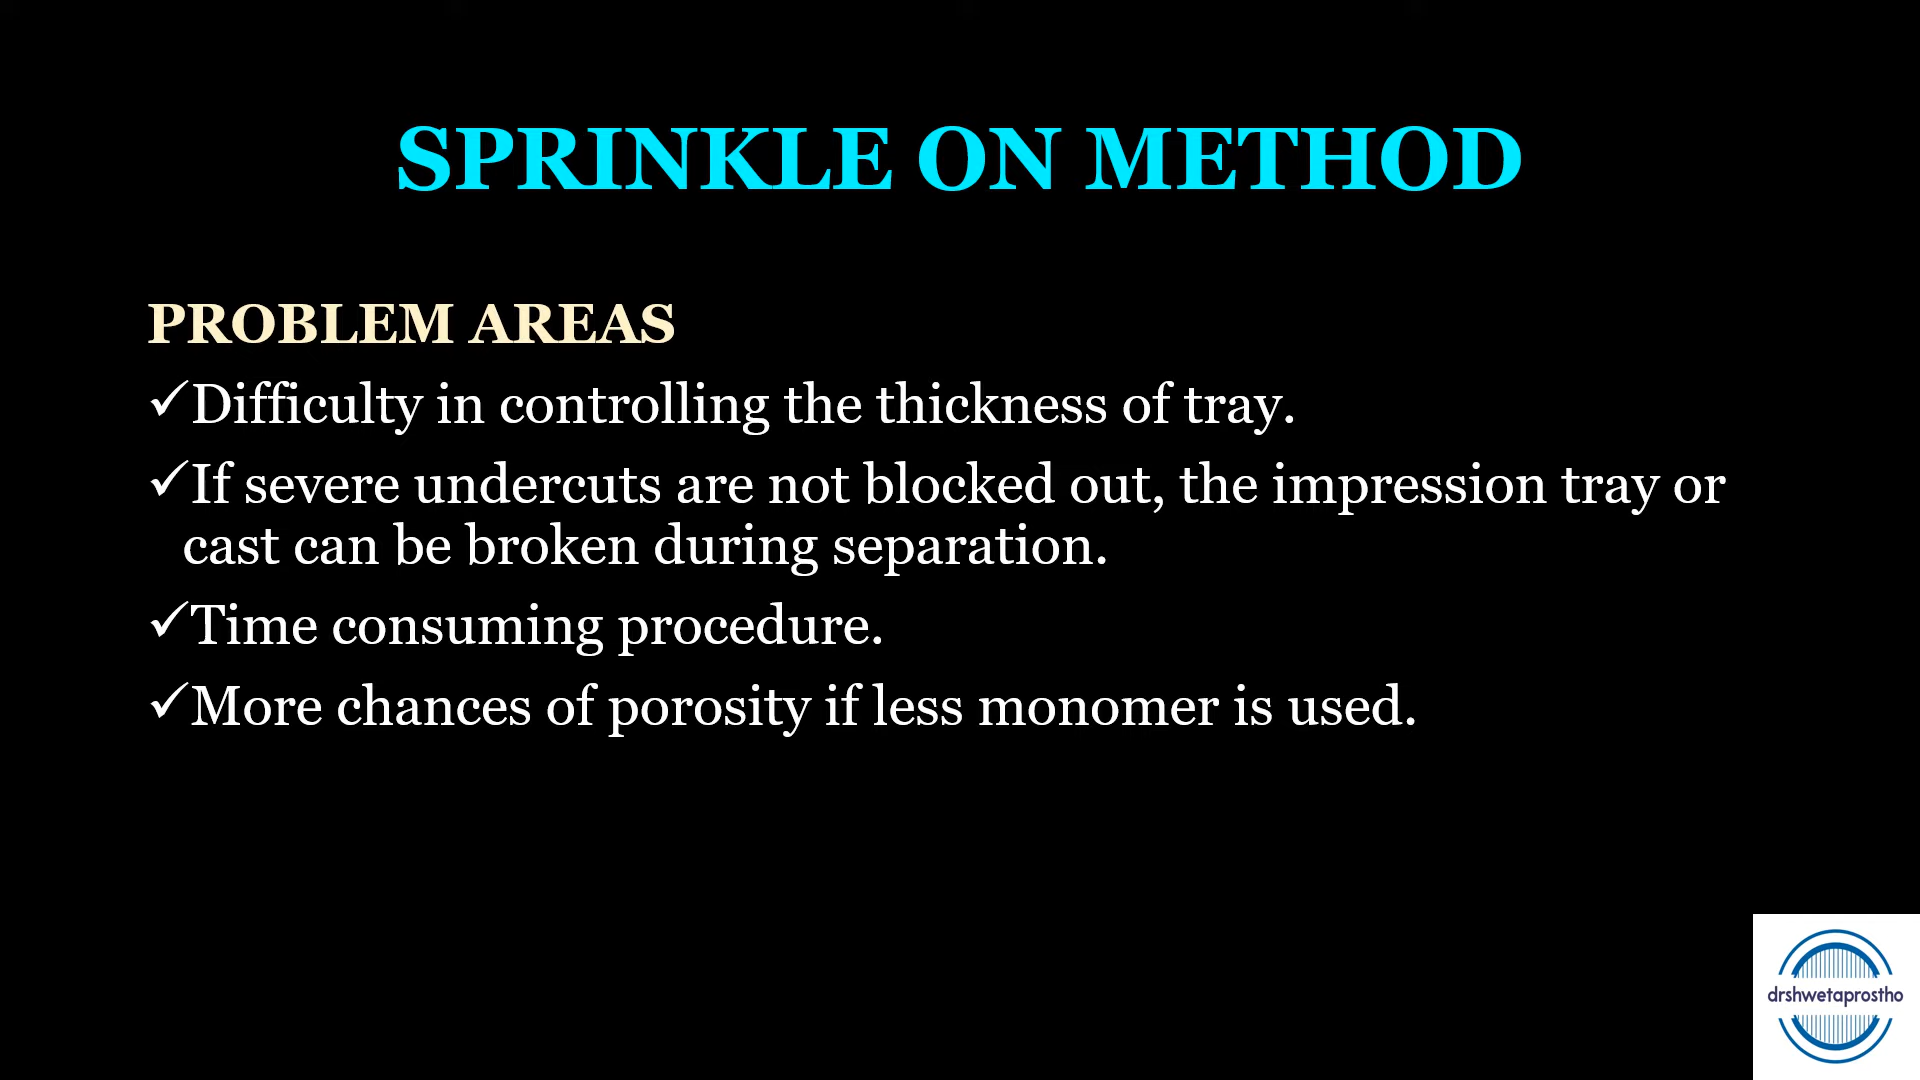 SPRINKLE ON METHOD
PROBLEM AREAS
✓Difficulty in controlling the thickness of tray.
✓If severe undercuts are not blocked out, the impression tray or
cast can be broken during separation.
✓Time consuming procedure.
✓More chances of porosity if less monomer is used.
drshwetaprostho